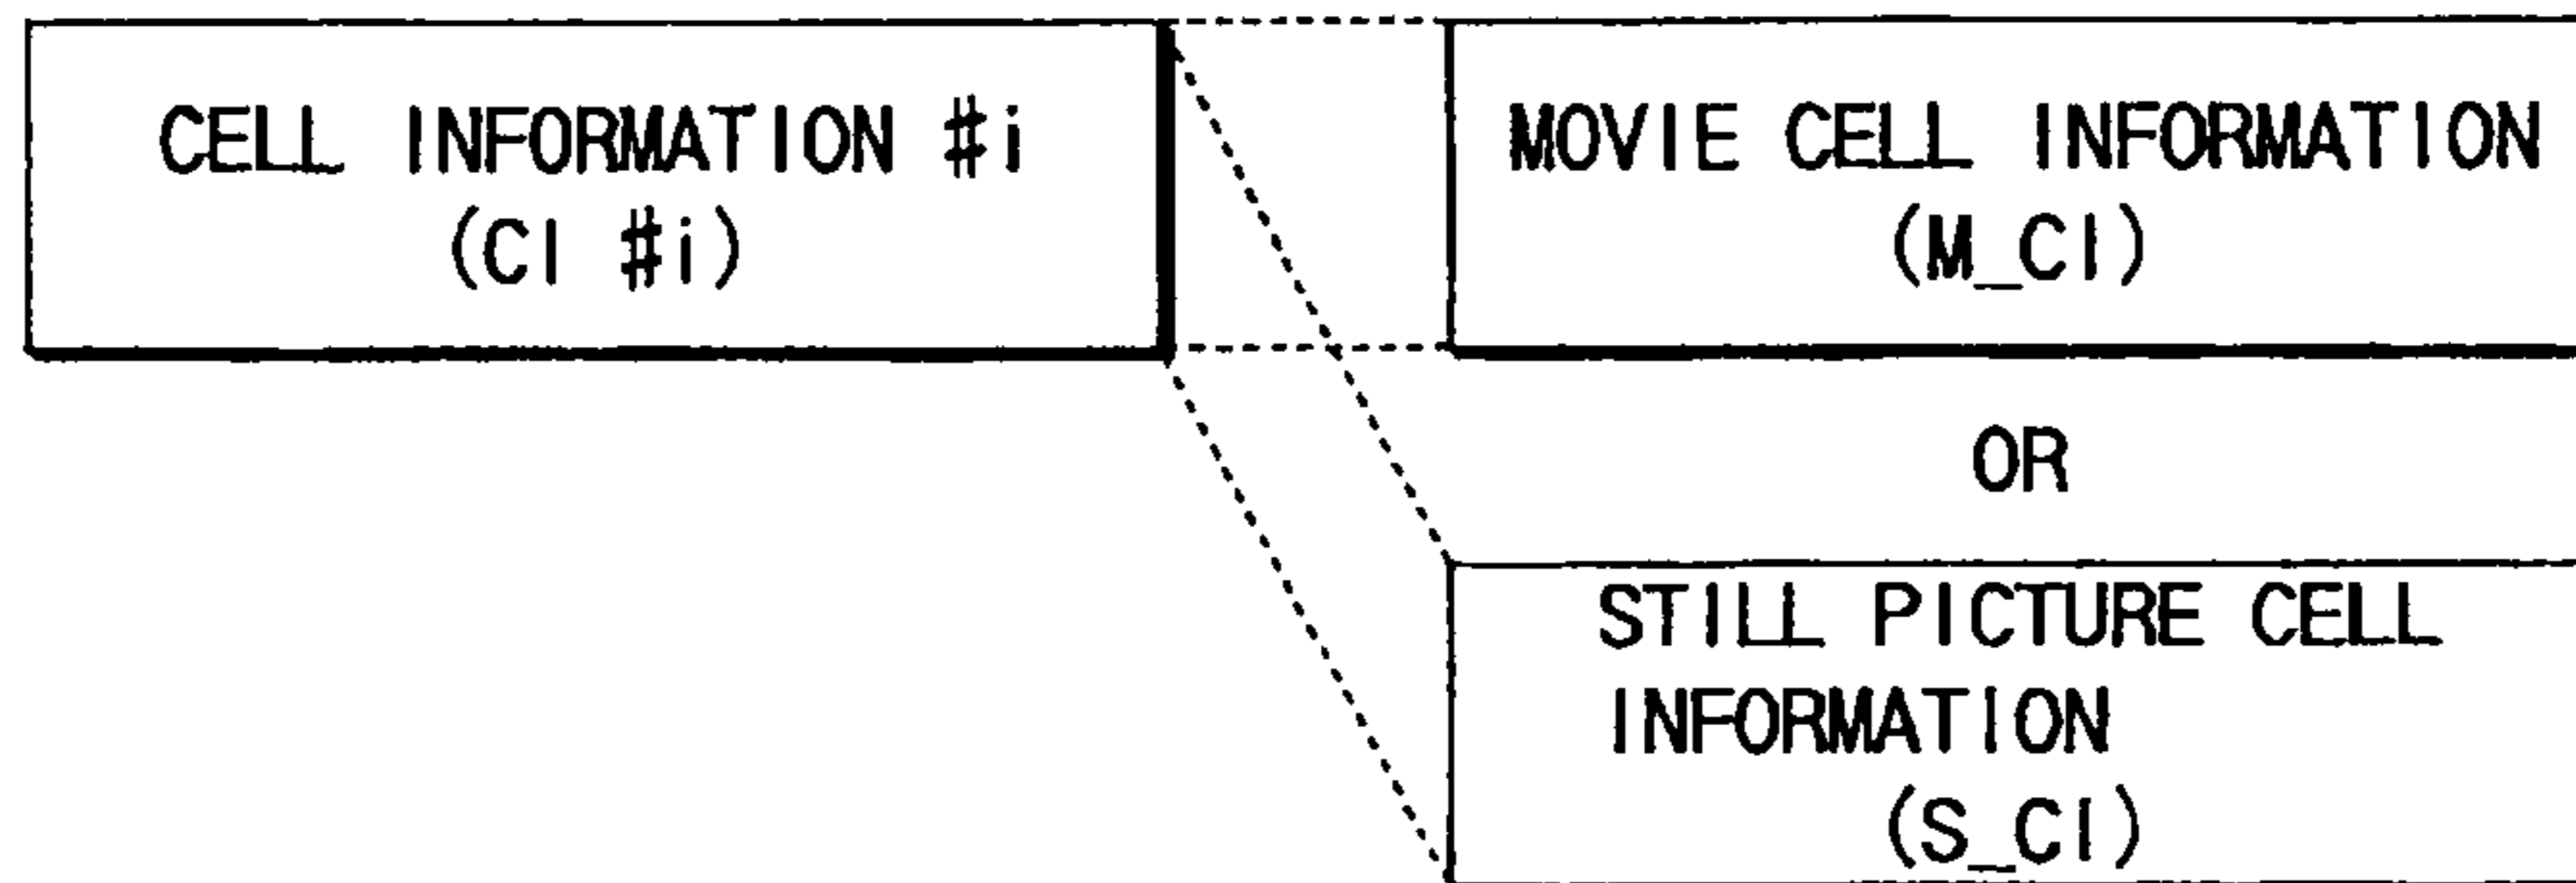 CELL INFORMATION #i
(CI #i)
MOVIE CELL INFORMATION
(M_CI)
OR
STILL PICTURE CELL
INFORMATION
(S_CI)